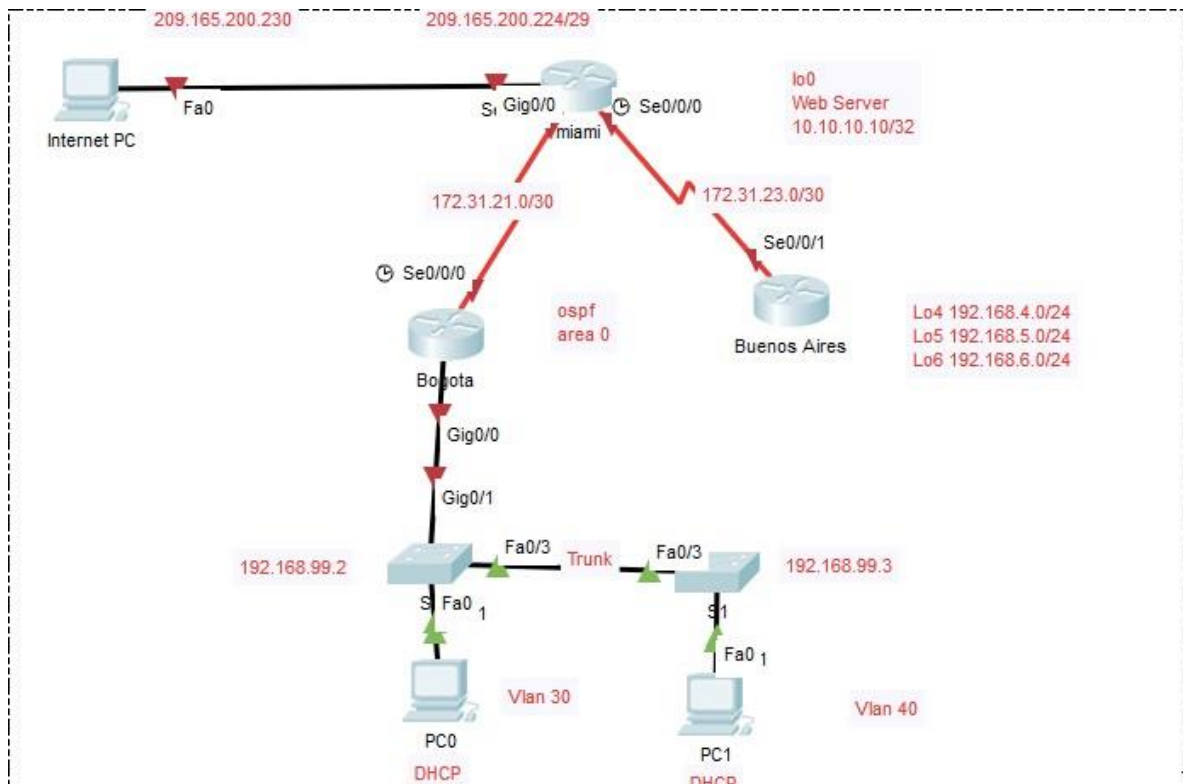 209.165.200.230
209.165.200.224/29
Fa0
Gig0/0
Se0/0/0
Internet PC
miami
lo0
Web Server
10.10.10.10/32
172.31.21.0/30
172.31.23.0/30
Se0/0/1
Se0/0/0
ospf
area 0
Bogota
Buenos Aires
Lo4 192.168.4.0/24
Lo5 192.168.5.0/24
Lo6 192.168.6.0/24
Gig0/0
Gig0/1
192.168.99.2
Fa0/3
Trunk
Fa0/3
192.168.99.3
Fa0
1
S1
Fa0
1
Vlan 30
Vlan 40
PC0
PC1
DHCP
DHCP